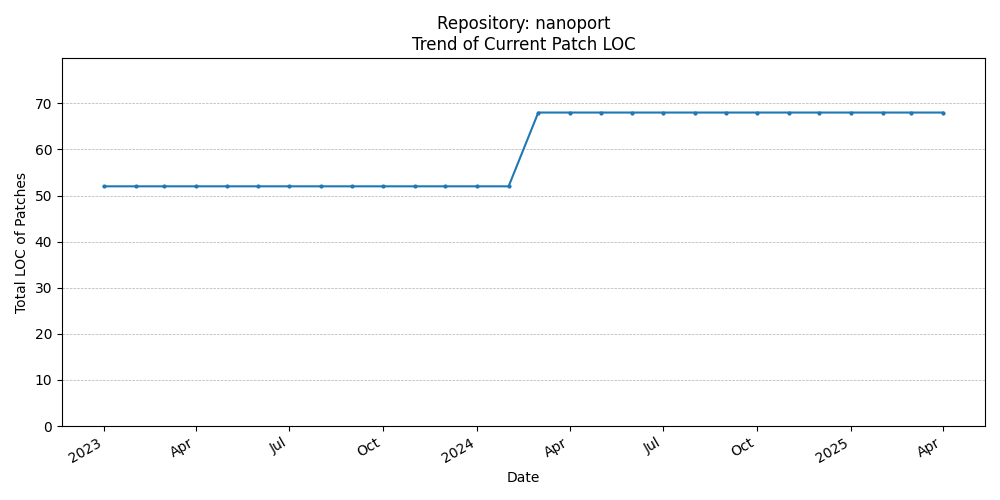 Repository: nanoport
Trend of Current Patch LOC
Total LOC of Patches
70
60
50
40
30
20
10
0
2023
Apr
Jul
Oct
2024
Apr
Jul
Oct
2025
Apr
Date